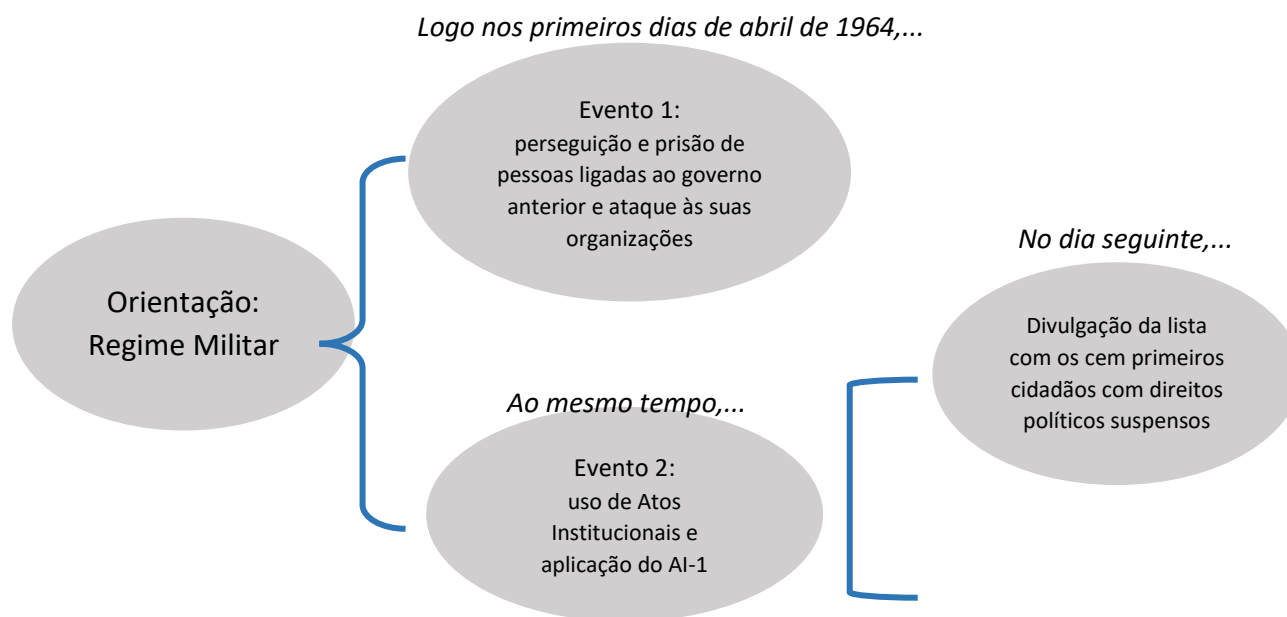 Logo nos primeiros dias de abril de 1964,...
Evento 1:
perseguição e prisão de
pessoas ligadas ao governo
anterior e ataque às suas
organizações
Orientação:
Regime Militar
Ao mesmo tempo,...
Evento 2:
uso de Atos
Institucionais e
aplicação do AI-1
No dia seguinte,...
Divulgação da lista
com os cem primeiros
cidadãos com direitos
políticos suspensos